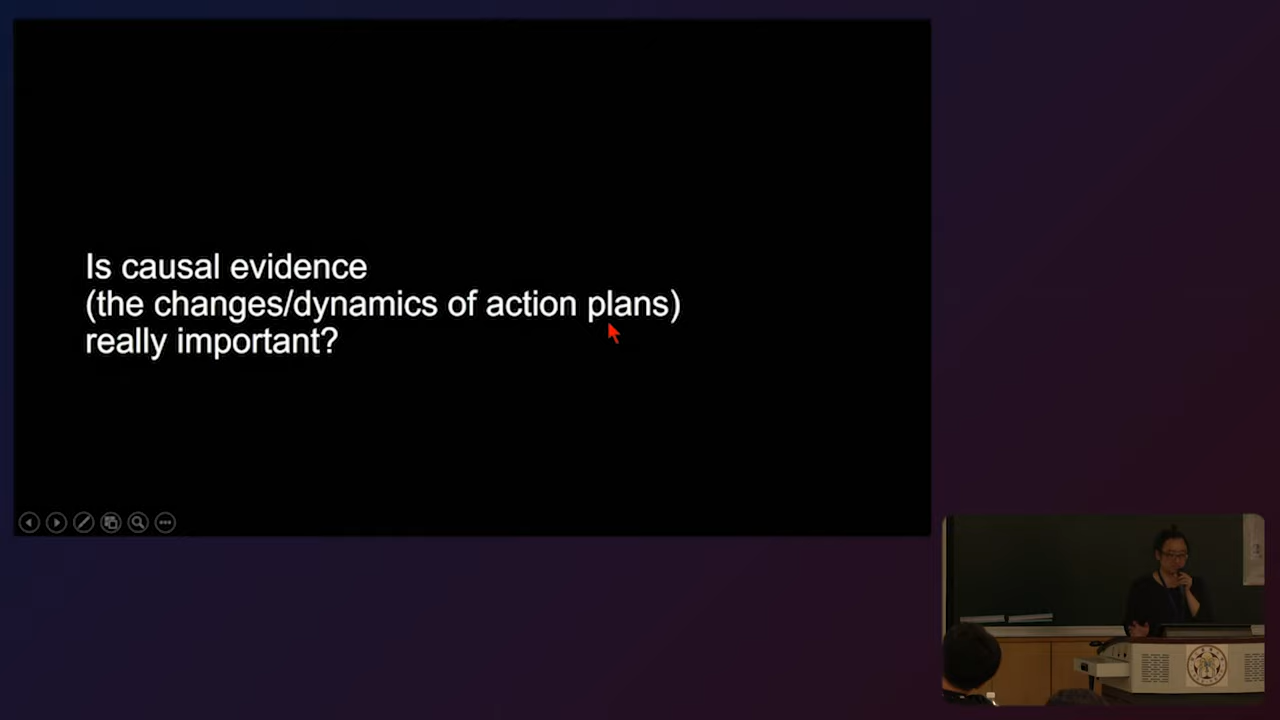 Is causal evidence
(the changes/dynamics of action plans)
really important?